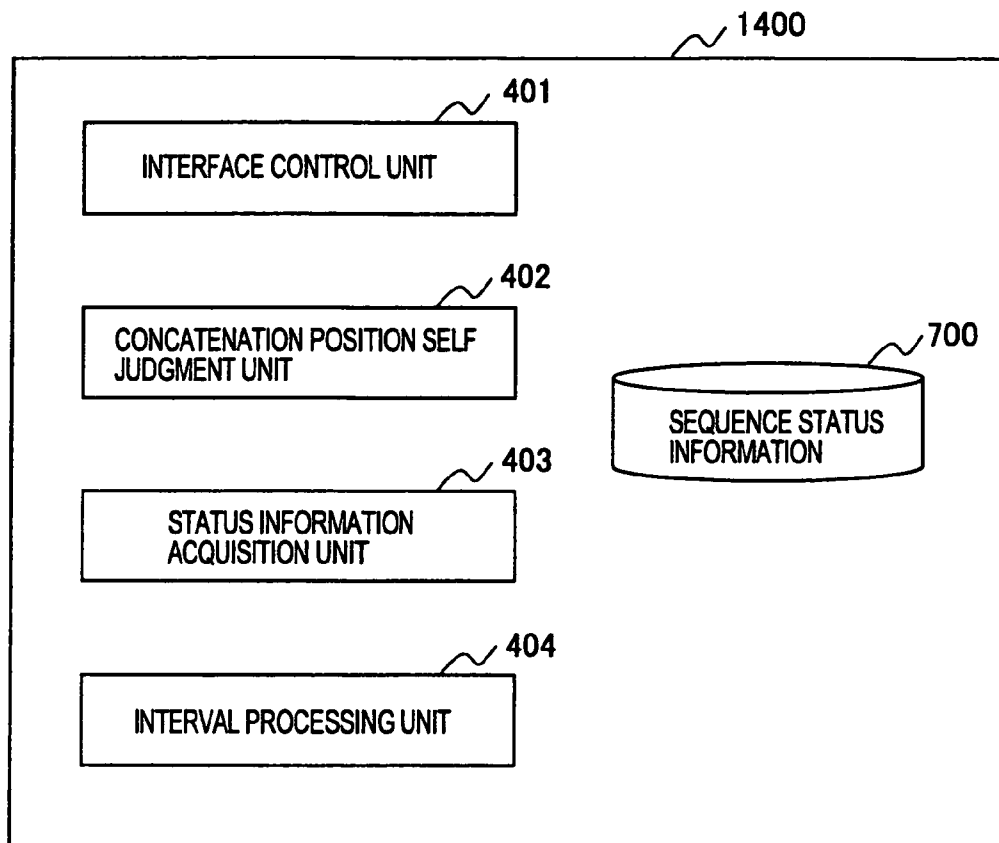 1400
401
INTERFACE CONTROL UNIT
402
CONCATENATION POSITION SELF
JUDGMENT UNIT
700
SEQUENCE STATUS
INFORMATION
403
STATUS INFORMATION
ACQUISITION UNIT
404
INTERVAL PROCESSING UNIT